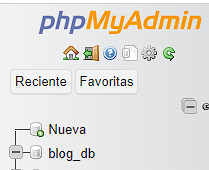 phpMyAdmin
Reciente Favoritas
Nueva
blog_db